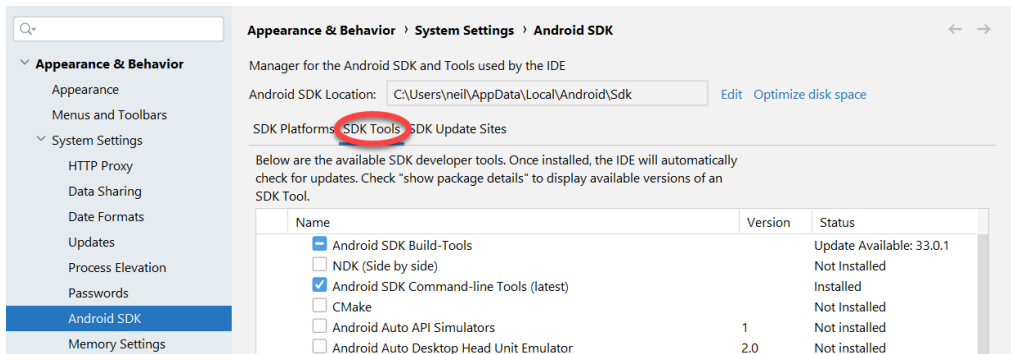 Appearance & Behavior › System Settings › Android SDK
Appearance & Behavior
Appearance
Menus and Toolbars
System Settings
HTTP Proxy
Data Sharing
Date Formats
Updates
Process Elevation
Passwords
Android SDK
Memory Settings
Manager for the Android SDK and Tools used by the IDE
Android SDK Location: C:\Users\neil\AppData\Local\Android\Sdk Edit Optimize disk space
SDK Platforms SDK Tools SDK Update Sites
Below are the available SDK developer tools. Once installed, the IDE will automatically
check for updates. Check "show package details" to display available versions of an
SDK Tool.
Name Version Status
Android SDK Build-Tools Update Available: 33.0.1
NDK (Side by side) Not Installed
Android SDK Command-line Tools (latest) Installed
CMake Not Installed
Android Auto API Simulators 1 Not installed
Android Auto Desktop Head Unit Emulator 2.0 Not installed